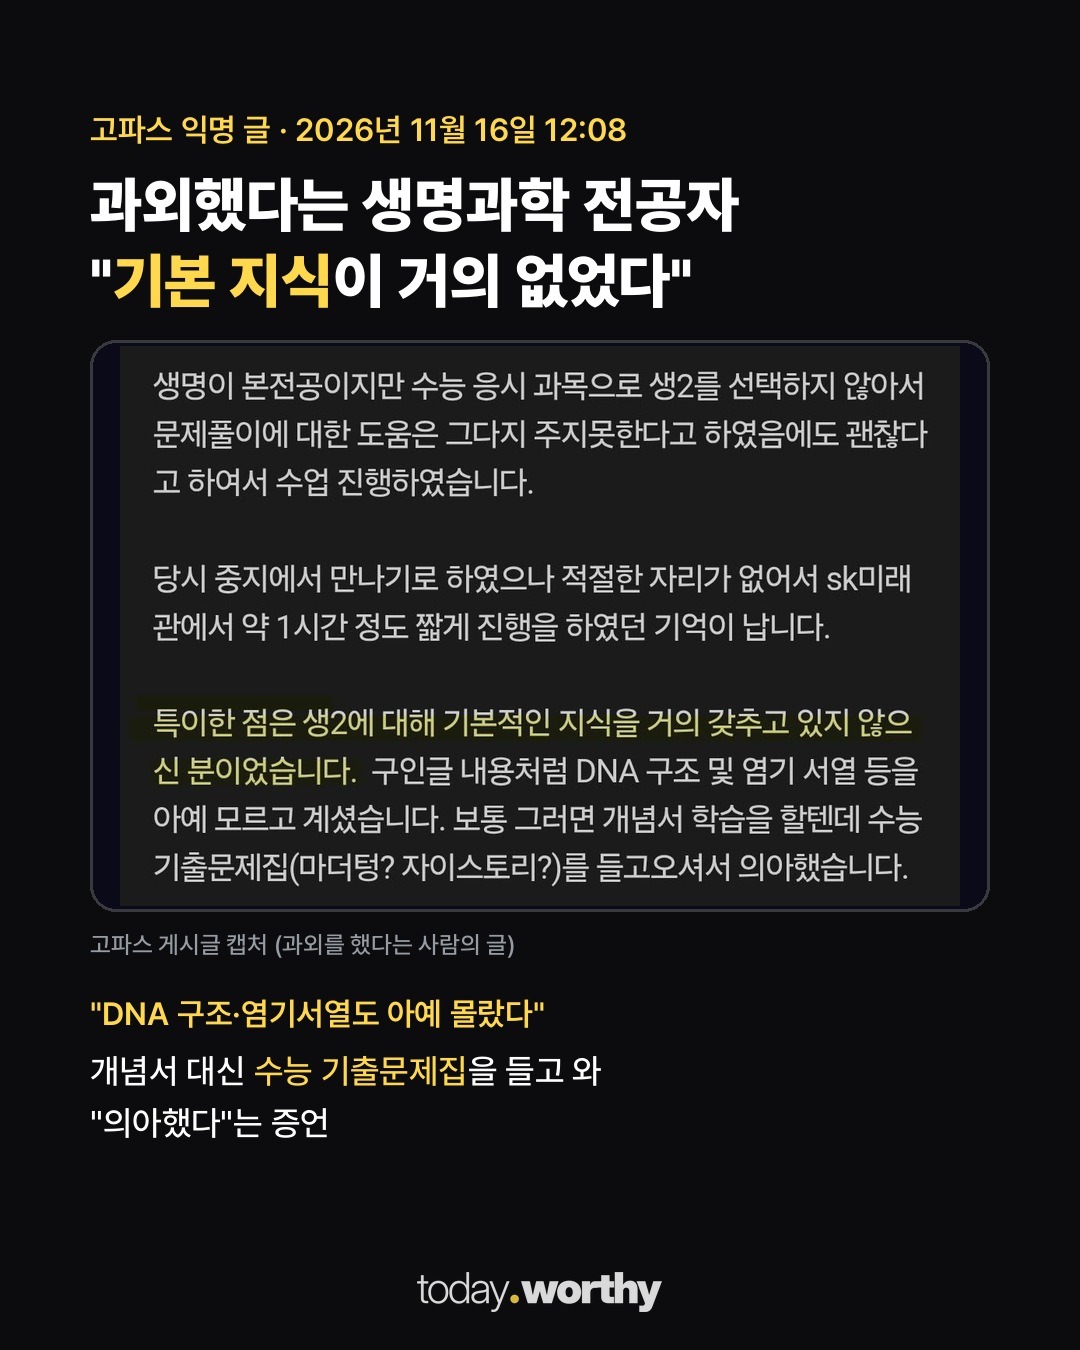 고파스 익명 글 · 2026년 11월 16일 12:08
과외했다는 생명과학 전공자
"기본 지식이 거의 없었다"
생명이 본전공이지만 수능 응시 과목으로 생2를 선택하지 않아서
문제풀이에 대한 도움은 그다지 주지못한다고 하였음에도 괜찮다
고 하여서 수업 진행하였습니다.
당시 중지에서 만나기로 하였으나 적절한 자리가 없어서 sk미래
관에서 약 1시간 정도 짧게 진행을 하였던 기억이 납니다.
특이한 점은 생2에 대해 기본적인 지식을 거의 갖추고 있지 않으
신 분이었습니다. 구인글 내용처럼 DNA 구조 및 염기 서열 등을
아예 모르고 계셨습니다. 보통 그러면 개념서 학습을 할텐데 수능
기출문제집(마더텅? 자이스토리?)를 들고오셔서 의아했습니다.
고파스 게시글 캡처 (과외를 했다는 사람의 글)
"DNA 구조·염기서열도 아예 몰랐다"
개념서 대신 수능 기출문제집을 들고 와
"의아했다"는 증언
today.worthy